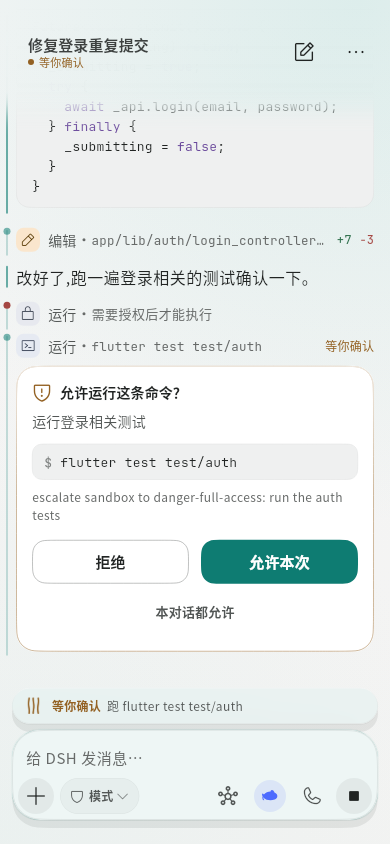 修复登录重复提交
等你确认
await _api.login(email, password);
} finally {
_submitting = false;
}
}
编辑 • app/lib/auth/login_controller… +7 -3
改好了,跑一遍登录相关的测试确认一下。
运行 • 需要授权后才能执行
运行 • flutter test test/auth 等你确认
允许运行这条命令?
运行登录相关测试
$ flutter test test/auth
escalate sandbox to danger-full-access: run the auth
tests
拒绝 允许本次
本对话都允许
等你确认 跑 flutter test test/auth
给 DSH 发消息…
模式